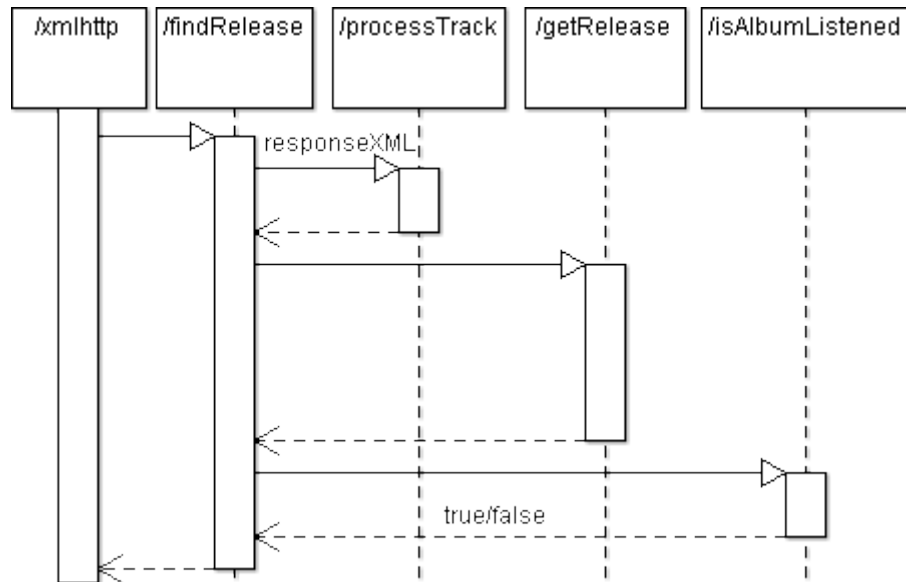 /xmlhttp
/findRelease
/processTrack
/getRelease
/isAlbumListened
responseXML
true/false